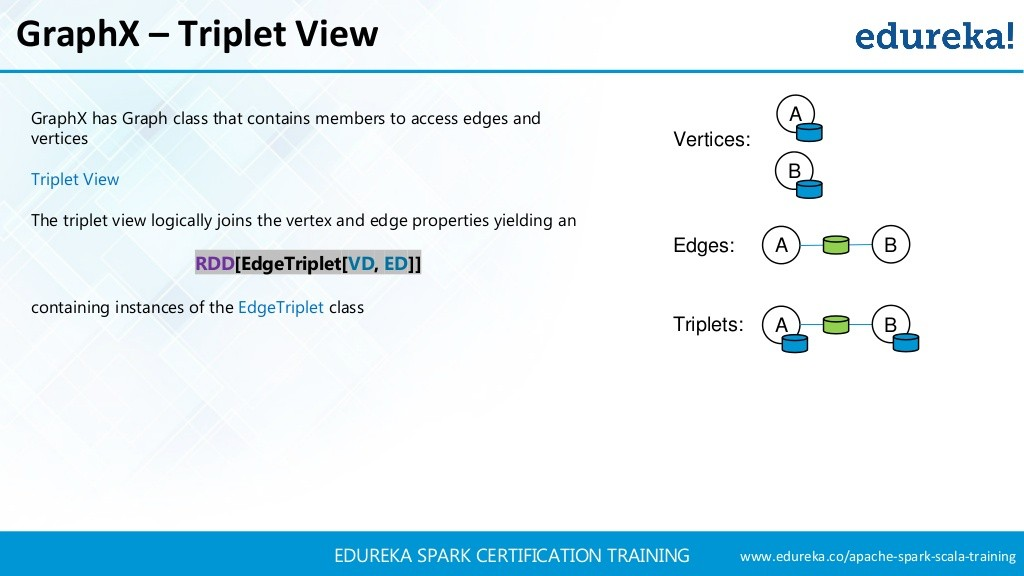 GraphX – Triplet View
edureka!
GraphX has Graph class that contains members to access edges and
vertices
Triplet View
The triplet view logically joins the vertex and edge properties yielding an
RDD[EdgeTriplet[VD, ED]]
containing instances of the EdgeTriplet class
Vertices:
A
B
Edges:
A
B
Triplets:
A
B
EDUREKA SPARK CERTIFICATION TRAINING
www.edureka.co/apache-spark-scala-training